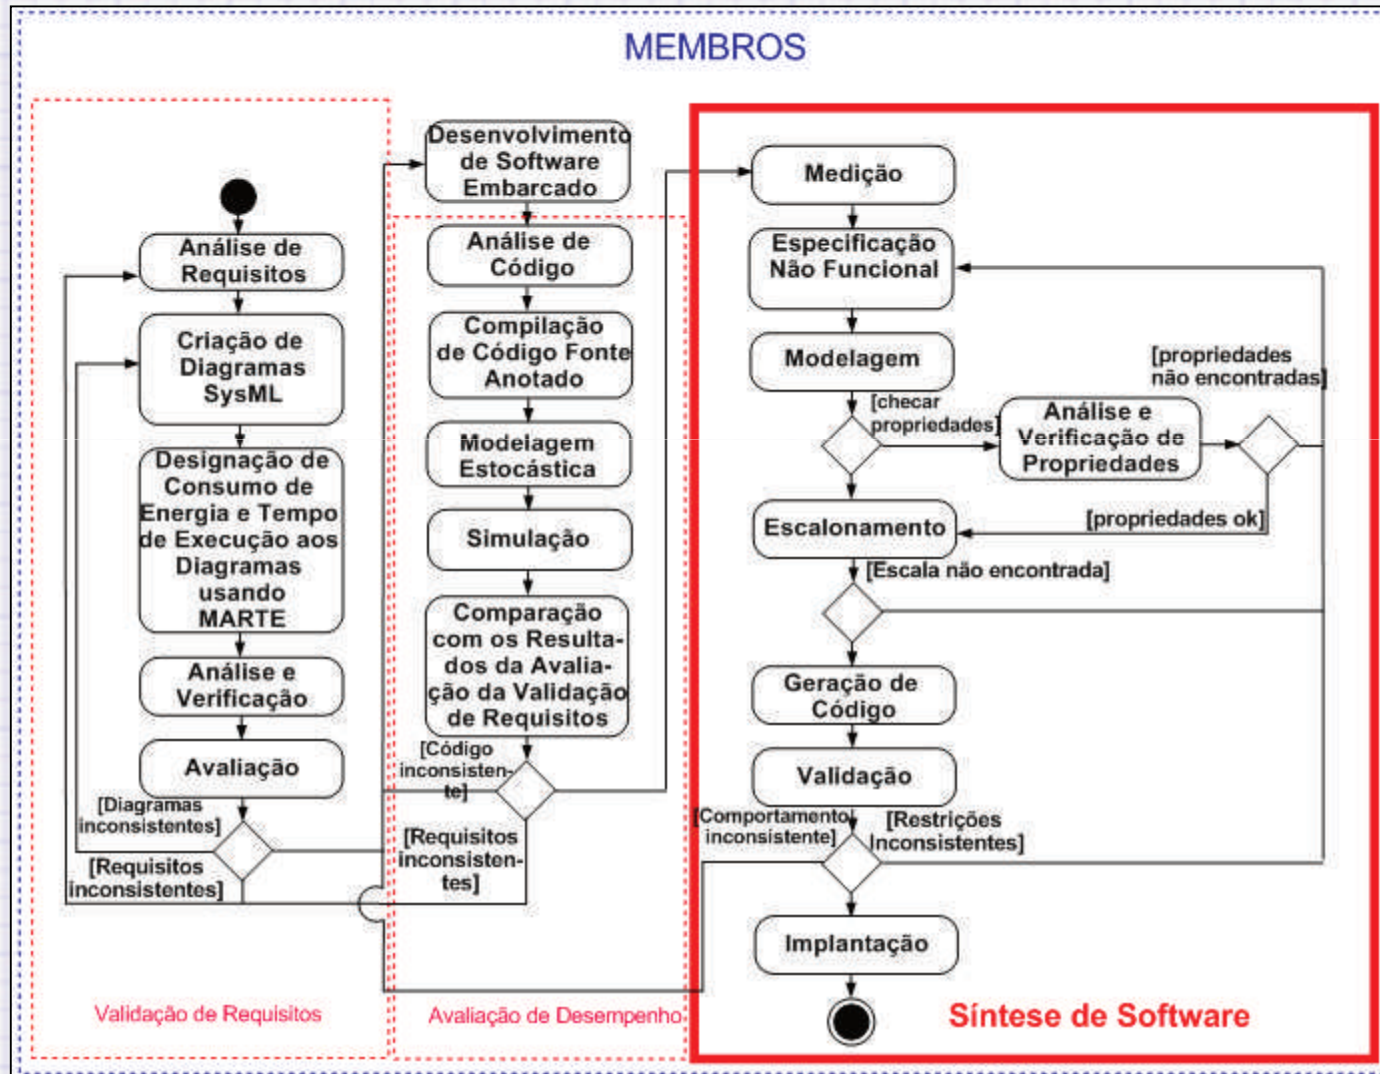 MEMBROS
Análise de
Requisitos
Criação de
Diagramas
SysML
Designação de
Consumo de
Energia e Tempo
de Execução aos
Diagramas
usando
MARTE
Análise e
Verificação
Avaliação
[Diagramas
inconsistentes]
[Requisitos
inconsistentes]
Validação de Requisitos
Desenvolvimento
de Software
Embarcado
Análise de
Código
Compilação
de Código Fonte
Anotado
Modelagem
Estocástica
Simulação
Comparação
com os Resulta-
dos da Avalia-
ção da Validação
de Requisitos
[Código
inconsisten-
te]
[Requisitos
inconsisten-
tes]
Avaliação de Desempenho
Medição
Especificação
Não Funcional
Modelagem
[checar
propriedades]
Análise e
Verificação de
Propriedades
[propriedades
não encontradas]
[propriedades ok]
Escalonamento
[Escala não encontrada]
Geração de
Código
Validação
[Comportamento
inconsistente]
[Restrições
Inconsistentes]
Implantação
Síntese de Software